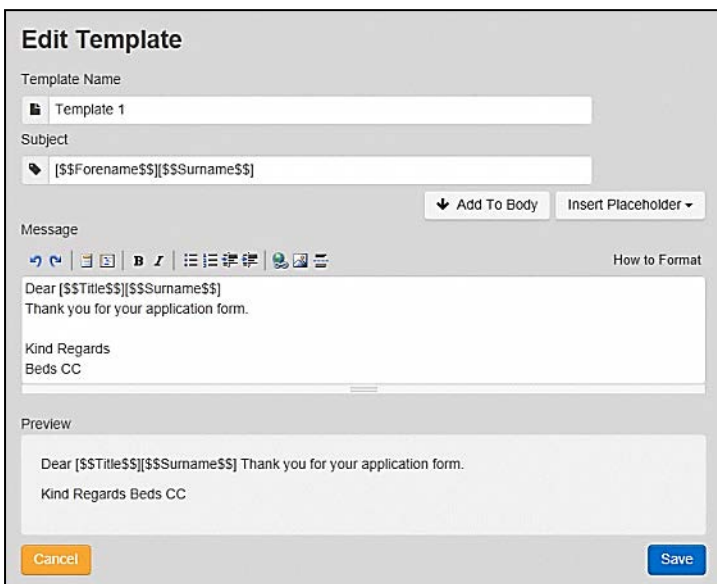 Edit Template
Template Name
Template 1
Subject
[$$Forename$$][$$Surname$$]
Add To Body Insert Placeholder
Message
B I How to Format
Dear [$$Title$$][$$Surname$$]
Thank you for your application form.
Kind Regards
Beds CC
Preview
Dear [$$Title$$][$$Surname$$] Thank you for your application form.
Kind Regards Beds CC
Cancel Save